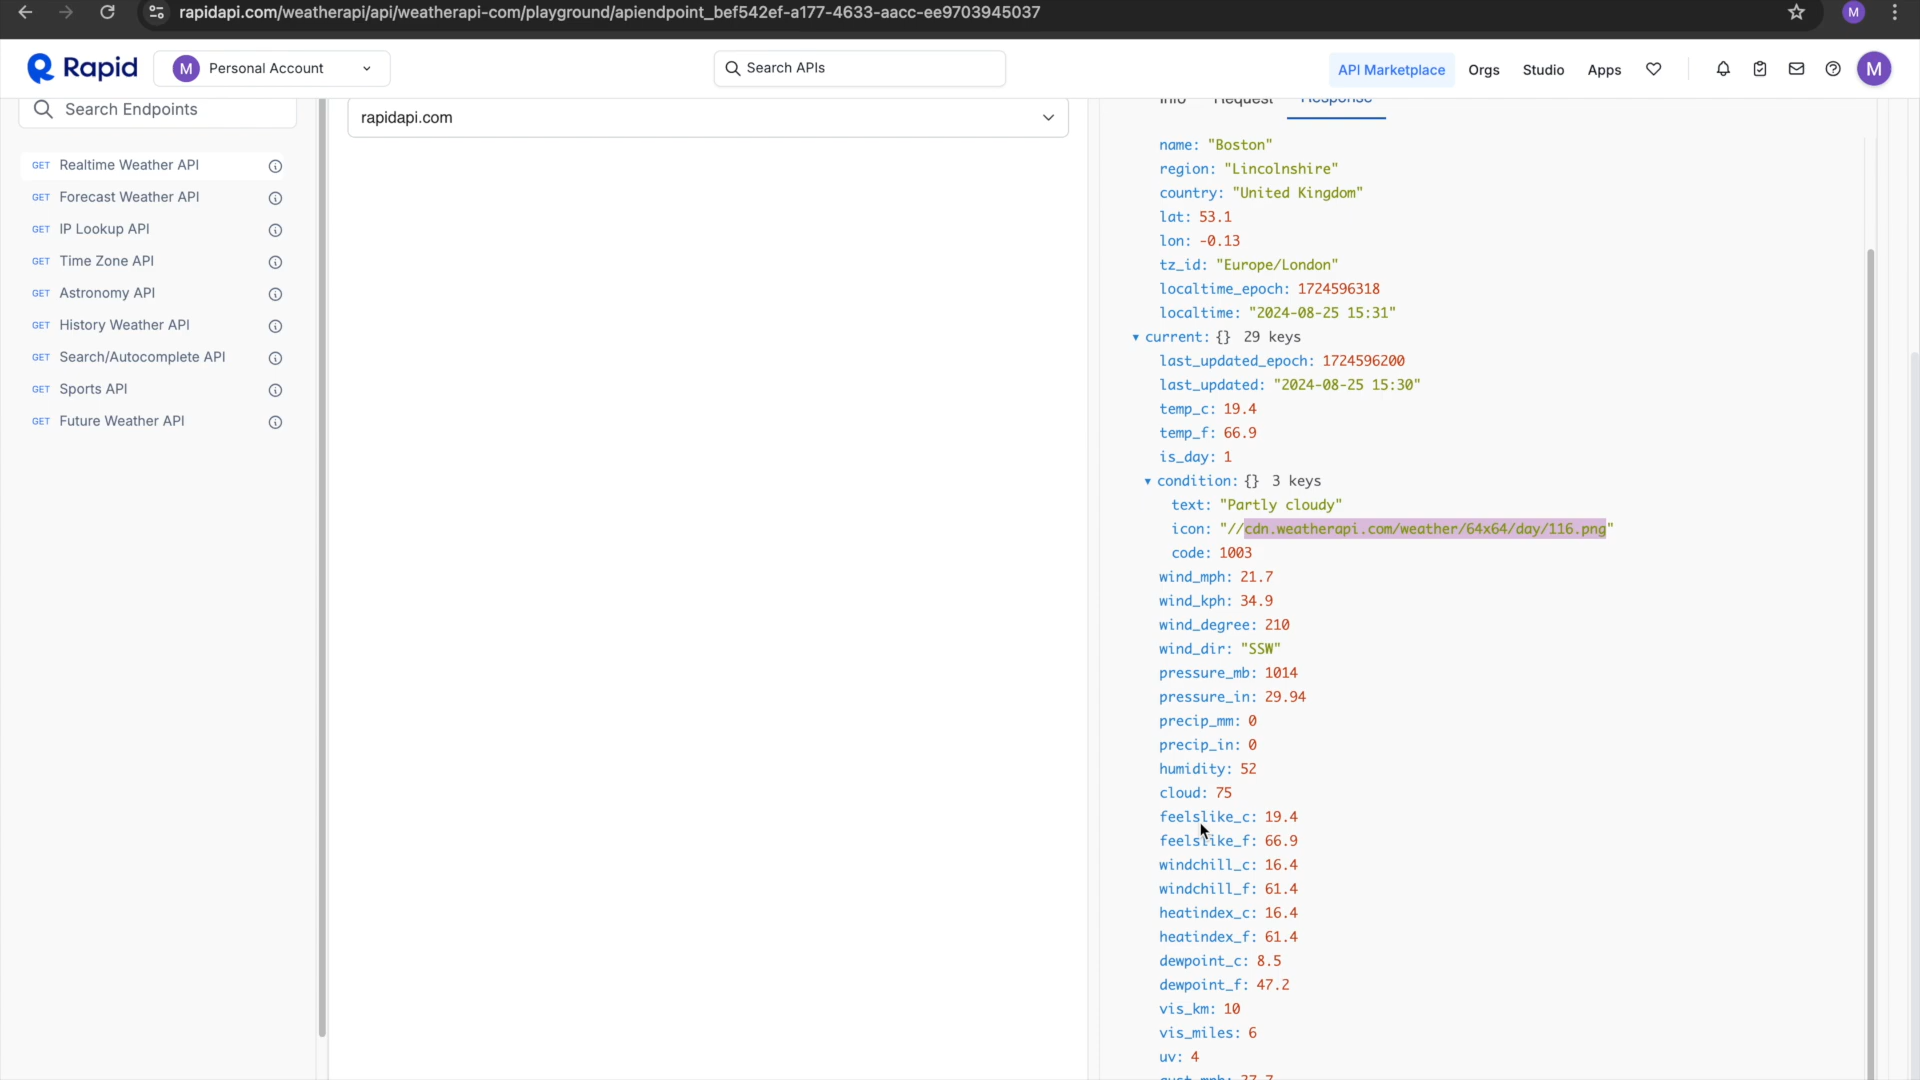 rapidapi.com/weatherapi/api/weatherapi-com/playground/apiendpoint_bef542ef-a177-4633-aacc-ee9703945037
M
Rapid
M Personal Account
Search APIs
API Marketplace
Orgs
Studio
Apps
M
Search Endpoints
GET Realtime Weather API
GET Forecast Weather API
GET IP Lookup API
GET Time Zone API
GET Astronomy API
GET History Weather API
GET Search/Autocomplete API
GET Sports API
GET Future Weather API
rapidapi.com
Info Request Response
name: "Boston"
region: "Lincolnshire"
country: "United Kingdom"
lat: 53.1
lon: -0.13
tz_id: "Europe/London"
localtime_epoch: 1724596318
localtime: "2024-08-25 15:31"
current: {} 29 keys
last_updated_epoch: 1724596200
last_updated: "2024-08-25 15:30"
temp_c: 19.4
temp_f: 66.9
is_day: 1
condition: {} 3 keys
text: "Partly cloudy"
icon: "//cdn.weatherapi.com/weather/64x64/day/116.png"
code: 1003
wind_mph: 21.7
wind_kph: 34.9
wind_degree: 210
wind_dir: "SSW"
pressure_mb: 1014
pressure_in: 29.94
precip_mm: 0
precip_in: 0
humidity: 52
cloud: 75
feelslike_c: 19.4
feelslike_f: 66.9
windchill_c: 16.4
windchill_f: 61.4
heatindex_c: 16.4
heatindex_f: 61.4
dewpoint_c: 8.5
dewpoint_f: 47.2
vis_km: 10
vis_miles: 6
uv: 4
gust_mph: 27.7